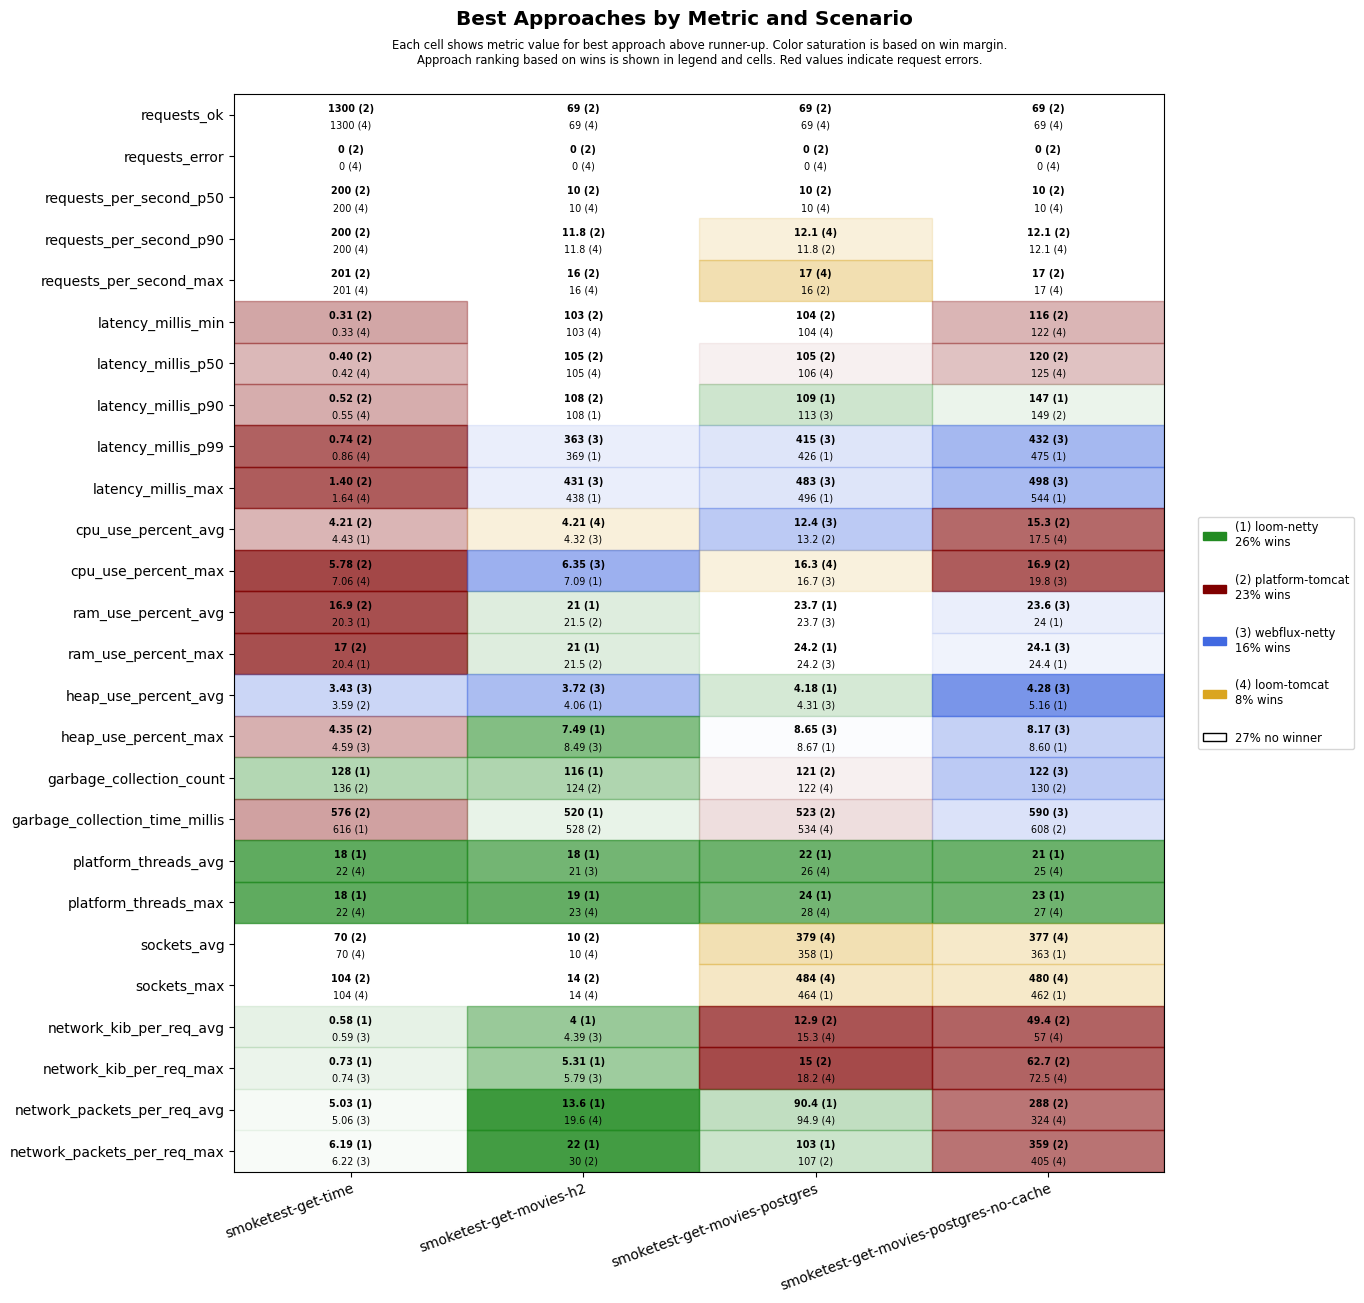 Best Approaches by Metric and Scenario
Each cell shows metric value for best approach above runner-up. Color saturation is based on win margin.
Approach ranking based on wins is shown in legend and cells. Red values indicate request errors.
requests_ok
1300 (2) 69 (2) 69 (2) 69 (2)
1300 (4) 69 (4) 69 (4) 69 (4)
requests_error
0 (2) 0 (2) 0 (2) 0 (2)
0 (4) 0 (4) 0 (4) 0 (4)
requests_per_second_p50
200 (2) 10 (2) 10 (2) 10 (2)
200 (4) 10 (4) 10 (4) 10 (4)
requests_per_second_p90
200 (2) 11.8 (2) 12.1 (4) 12.1 (2)
200 (4) 11.8 (4) 11.8 (2) 12.1 (4)
requests_per_second_max
201 (2) 16 (2) 17 (4) 17 (2)
201 (4) 16 (4) 16 (2) 17 (4)
latency_millis_min
0.31 (2) 103 (2) 104 (2) 116 (2)
0.33 (4) 103 (4) 104 (4) 122 (4)
latency_millis_p50
0.40 (2) 105 (2) 105 (2) 120 (2)
0.42 (4) 105 (4) 106 (4) 125 (4)
latency_millis_p90
0.52 (2) 108 (2) 109 (1) 147 (1)
0.55 (4) 108 (1) 113 (3) 149 (2)
latency_millis_p99
0.74 (2) 363 (3) 415 (3) 432 (3)
0.86 (4) 369 (1) 426 (1) 475 (1)
latency_millis_max
1.40 (2) 431 (3) 483 (3) 498 (3)
1.64 (4) 438 (1) 496 (1) 544 (1)
cpu_use_percent_avg
4.21 (2) 4.21 (4) 12.4 (3) 15.3 (2)
4.43 (1) 4.32 (3) 13.2 (2) 17.5 (4)
cpu_use_percent_max
5.78 (2) 6.35 (3) 16.3 (4) 16.9 (2)
7.06 (4) 7.09 (1) 16.7 (3) 19.8 (3)
ram_use_percent_avg
16.9 (2) 21 (1) 23.7 (1) 23.6 (3)
20.3 (1) 21.5 (2) 23.7 (3) 24 (1)
ram_use_percent_max
17 (2) 21 (1) 24.2 (1) 24.1 (3)
20.4 (1) 21.5 (2) 24.2 (3) 24.4 (1)
heap_use_percent_avg
3.43 (3) 3.72 (3) 4.18 (1) 4.28 (3)
3.59 (2) 4.06 (1) 4.31 (3) 5.16 (1)
heap_use_percent_max
4.35 (2) 7.49 (1) 8.65 (3) 8.17 (3)
4.59 (3) 8.49 (3) 8.67 (1) 8.60 (1)
garbage_collection_count
128 (1) 116 (1) 121 (2) 122 (3)
136 (2) 124 (2) 122 (4) 130 (2)
garbage_collection_time_millis
576 (2) 520 (1) 523 (2) 590 (3)
616 (1) 528 (2) 534 (4) 608 (2)
platform_threads_avg
18 (1) 18 (1) 22 (1) 21 (1)
22 (4) 21 (3) 26 (4) 25 (4)
platform_threads_max
18 (1) 19 (1) 24 (1) 23 (1)
22 (4) 23 (4) 28 (4) 27 (4)
sockets_avg
70 (2) 10 (2) 379 (4) 377 (4)
70 (4) 10 (4) 358 (1) 363 (1)
sockets_max
104 (2) 14 (2) 484 (4) 480 (4)
104 (4) 14 (4) 464 (1) 462 (1)
network_kib_per_req_avg
0.58 (1) 4 (1) 12.9 (2) 49.4 (2)
0.59 (3) 4.39 (3) 15.3 (4) 57 (4)
network_kib_per_req_max
0.73 (1) 5.31 (1) 15 (2) 62.7 (2)
0.74 (3) 5.79 (3) 18.2 (4) 72.5 (4)
network_packets_per_req_avg
5.03 (1) 13.6 (1) 90.4 (1) 288 (2)
5.06 (3) 19.6 (4) 94.9 (4) 324 (4)
network_packets_per_req_max
6.19 (1) 22 (1) 103 (1) 359 (2)
6.22 (3) 30 (2) 107 (2) 405 (4)
smoketest-get-time
smoketest-get-movies-h2
smoketest-get-movies-postgres
smoketest-get-movies-postgres-no-cache
(1) loom-netty
26% wins
(2) platform-tomcat
23% wins
(3) webflux-netty
16% wins
(4) loom-tomcat
8% wins
27% no winner